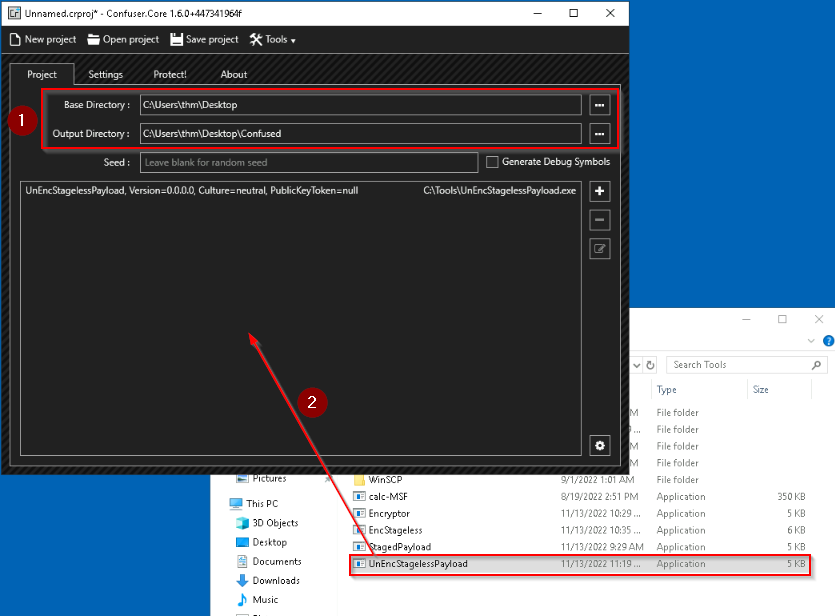 Unnamed.crproj* - Confuser.Core 1.6.0+447341964f
New project Open project Save project Tools
Project Settings Protect! About
1
Base Directory : C:\Users\thm\Desktop
Output Directory : C:\Users\thm\Desktop\Confused
Seed : Leave blank for random seed Generate Debug Symbols
UnEncStagelessPayload, Version=0.0.0.0, Culture=neutral, PublicKeyToken=null C:\Tools\UnEncStagelessPayload.exe
2
Search Tools
Type Size
M File folder
... File folder
M File folder
M File folder
Pictures WinSCP 9/1/2022 1:01 AM File folder
calc-MSF 8/19/2022 2:51 PM Application 350 KB
This PC
Encryptor 11/13/2022 10:29 ... Application 5 KB
3D Objects
EncStageless 11/13/2022 10:35 ... Application 6 KB
Desktop
StagedPayload 11/13/2022 9:29 AM Application 5 KB
Documents
UnEncStagelessPayload 11/13/2022 11:19 ... Application 5 KB
Downloads
Music